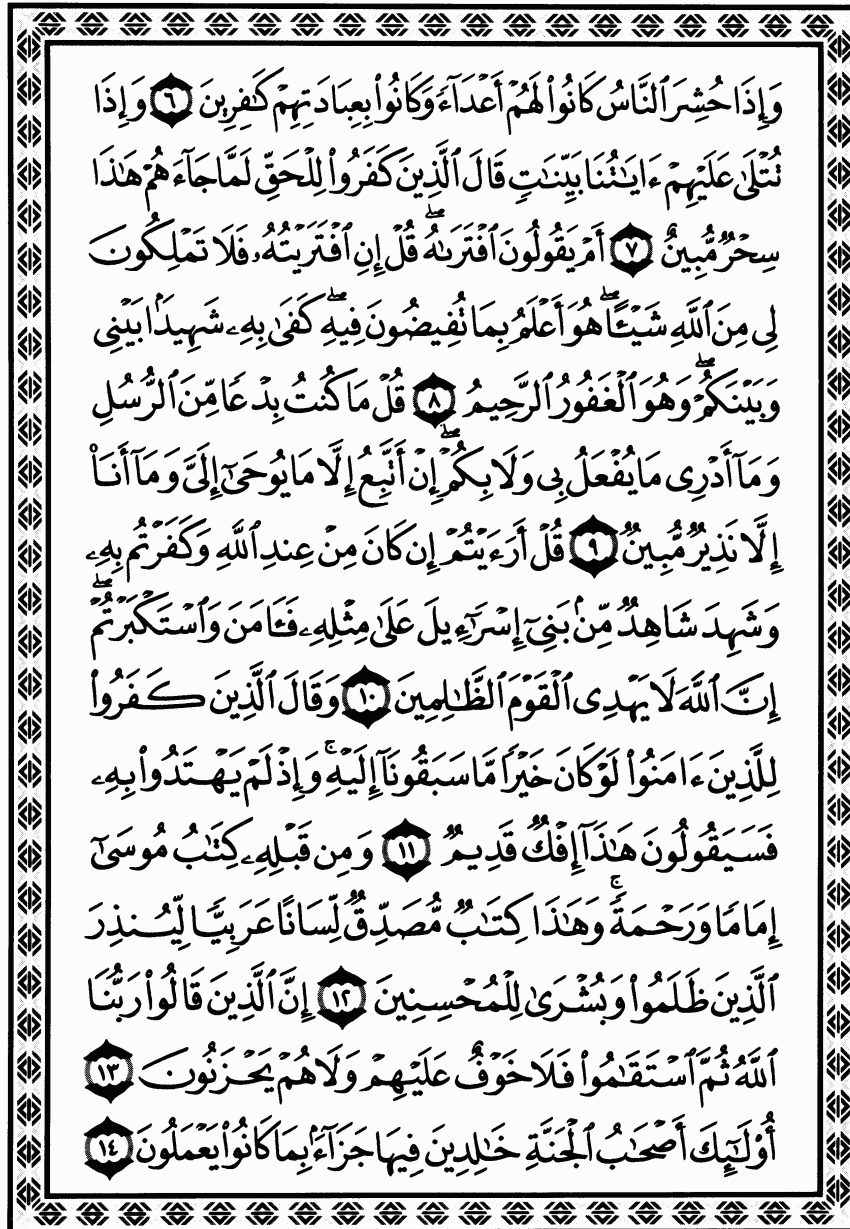 وَإِذَا حُشِرَ ٱلنَّاسُ كَانُوا۟ لَهُمْ أَعْدَآءً وَكَانُوا۟ بِعِبَادَتِهِمْ كَـٰفِرِينَ ٦ وَإِذَا
تُتْلَىٰ عَلَيْهِمْ ءَايَـٰتُنَا بَيِّنَـٰتٍ قَالَ ٱلَّذِينَ كَفَرُوا۟ لِلْحَقِّ لَمَّا جَآءَهُمْ هَـٰذَا
سِحْرٌ مُّبِينٌ ٧ أَمْ يَقُولُونَ ٱفْتَرَىٰهُ ۖ قُلْ إِنِ ٱفْتَرَيْتُهُۥ فَلَا تَمْلِكُونَ
لِى مِنَ ٱللَّهِ شَيْـًٔا ۖ هُوَ أَعْلَمُ بِمَا تُفِيضُونَ فِيهِ ۖ كَفَىٰ بِهِۦ شَهِيدًۢا بَيْنِى
وَبَيْنَكُمْ ۖ وَهُوَ ٱلْغَفُورُ ٱلرَّحِيمُ ٨ قُلْ مَا كُنتُ بِدْعًا مِّنَ ٱلرُّسُلِ
وَمَآ أَدْرِى مَا يُفْعَلُ بِى وَلَا بِكُمْ ۖ إِنْ أَتَّبِعُ إِلَّا مَا يُوحَىٰٓ إِلَىَّ وَمَآ أَنَا۠
إِلَّا نَذِيرٌ مُّبِينٌ ٩ قُلْ أَرَءَيْتُمْ إِن كَانَ مِنْ عِندِ ٱللَّهِ وَكَفَرْتُم بِهِۦ
وَشَهِدَ شَاهِدٌ مِّنۢ بَنِىٓ إِسْرَٰٓءِيلَ عَلَىٰ مِثْلِهِۦ فَـَٔامَنَ وَٱسْتَكْبَرْتُمْ ۖ
إِنَّ ٱللَّهَ لَا يَهْدِى ٱلْقَوْمَ ٱلظَّـٰلِمِينَ ١٠ وَقَالَ ٱلَّذِينَ كَفَرُوا۟
لِلَّذِينَ ءَامَنُوا۟ لَوْ كَانَ خَيْرًا مَّا سَبَقُونَآ إِلَيْهِ ۚ وَإِذْ لَمْ يَهْتَدُوا۟ بِهِۦ
فَسَيَقُولُونَ هَـٰذَآ إِفْكٌ قَدِيمٌ ١١ وَمِن قَبْلِهِۦ كِتَـٰبُ مُوسَىٰٓ
إِمَامًا وَرَحْمَةً ۚ وَهَـٰذَا كِتَـٰبٌ مُّصَدِّقٌ لِّسَانًا عَرَبِيًّا لِّيُنذِرَ
ٱلَّذِينَ ظَلَمُوا۟ وَبُشْرَىٰ لِلْمُحْسِنِينَ ١٢ إِنَّ ٱلَّذِينَ قَالُوا۟ رَبُّنَا
ٱللَّهُ ثُمَّ ٱسْتَقَـٰمُوا۟ فَلَا خَوْفٌ عَلَيْهِمْ وَلَا هُمْ يَحْزَنُونَ ١٣
أُو۟لَـٰٓئِكَ أَصْحَـٰبُ ٱلْجَنَّةِ خَـٰلِدِينَ فِيهَا جَزَآءًۢ بِمَا كَانُوا۟ يَعْمَلُونَ ١٤